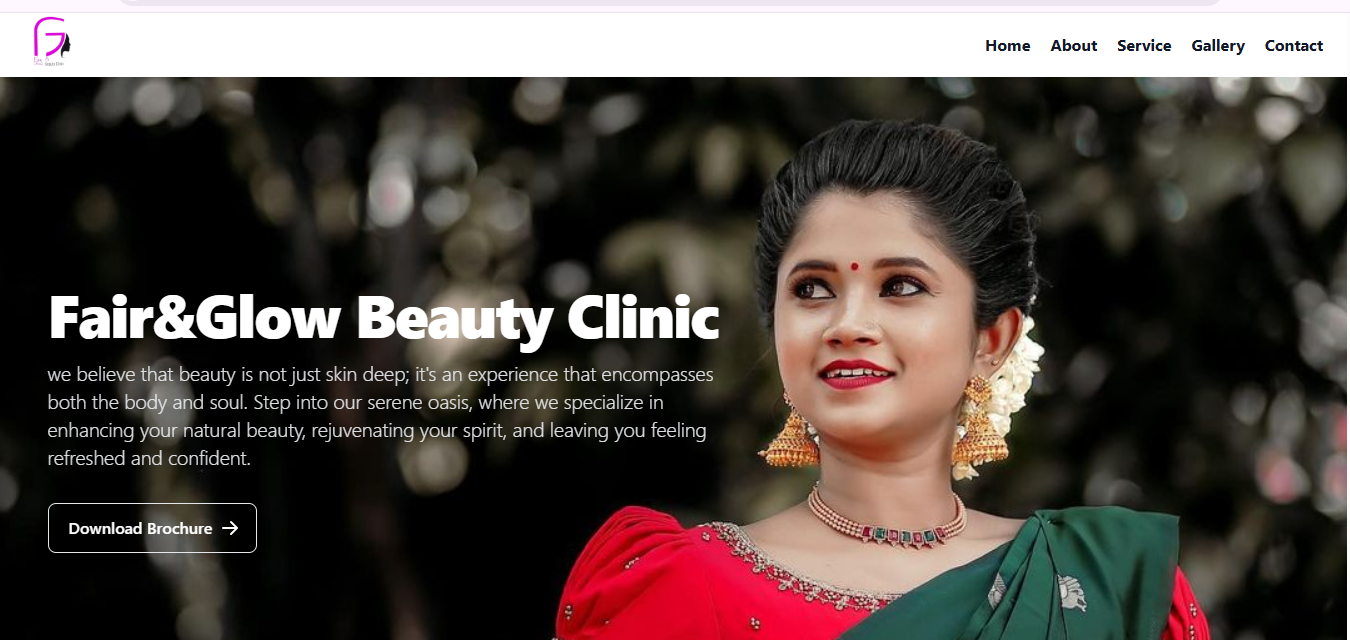 Home About Service Gallery Contact
Fair&Glow Beauty Clinic
we believe that beauty is not just skin deep; it's an experience that encompasses
both the body and soul. Step into our serene oasis, where we specialize in
enhancing your natural beauty, rejuvenating your spirit, and leaving you feeling
refreshed and confident.
Download Brochure →